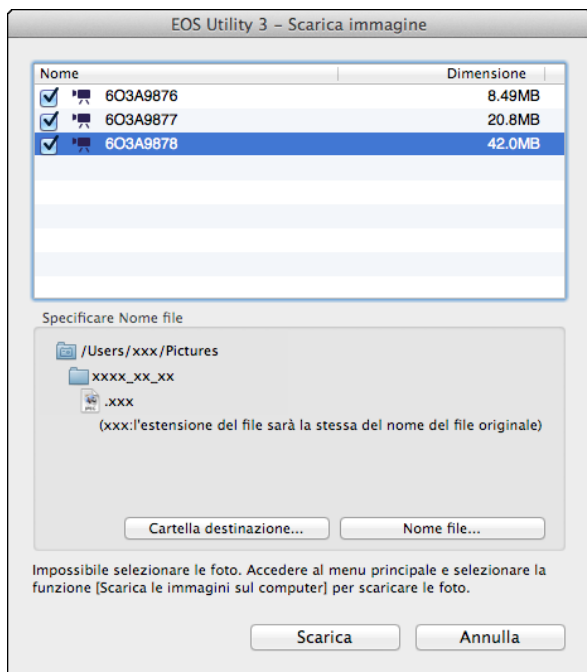 EOS Utility 3 – Scarica immagine
Nome Dimensione
6O3A9876 8.49MB
6O3A9877 20.8MB
6O3A9878 42.0MB
Specificare Nome file
/Users/xxx/Pictures
xxxx_xx_xx
.xxx
(xxx:l'estensione del file sarà la stessa del nome del file originale)
Cartella destinazione... Nome file...
Impossibile selezionare le foto. Accedere al menu principale e selezionare la
funzione [Scarica le immagini sul computer] per scaricare le foto.
Scarica Annulla